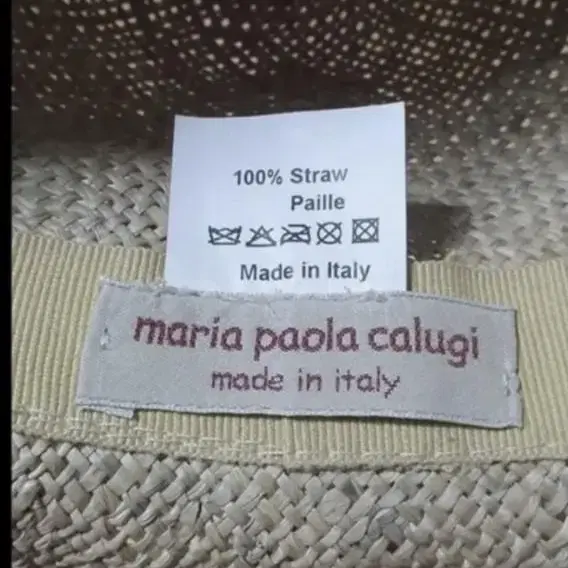 100% Straw
Paille
Made in Italy
maria paola calugi
made in italy